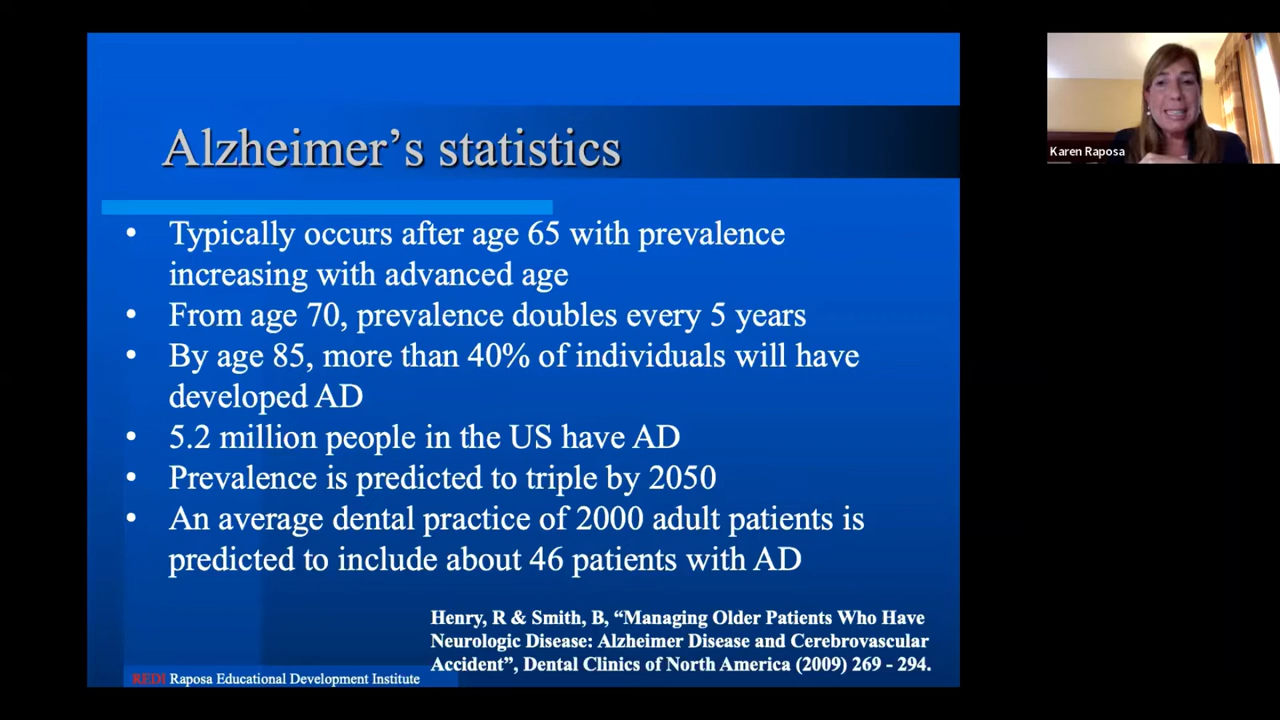 Alzheimer's statistics
• Typically occurs after age 65 with prevalence
increasing with advanced age
• From age 70, prevalence doubles every 5 years
• By age 85, more than 40% of individuals will have
developed AD
• 5.2 million people in the US have AD
• Prevalence is predicted to triple by 2050
• An average dental practice of 2000 adult patients is
predicted to include about 46 patients with AD
Henry, R & Smith, B, “Managing Older Patients Who Have
Neurologic Disease: Alzheimer Disease and Cerebrovascular
Accident”, Dental Clinics of North America (2009) 269 - 294.
REDI Raposa Educational Development Institute
Karen Raposa